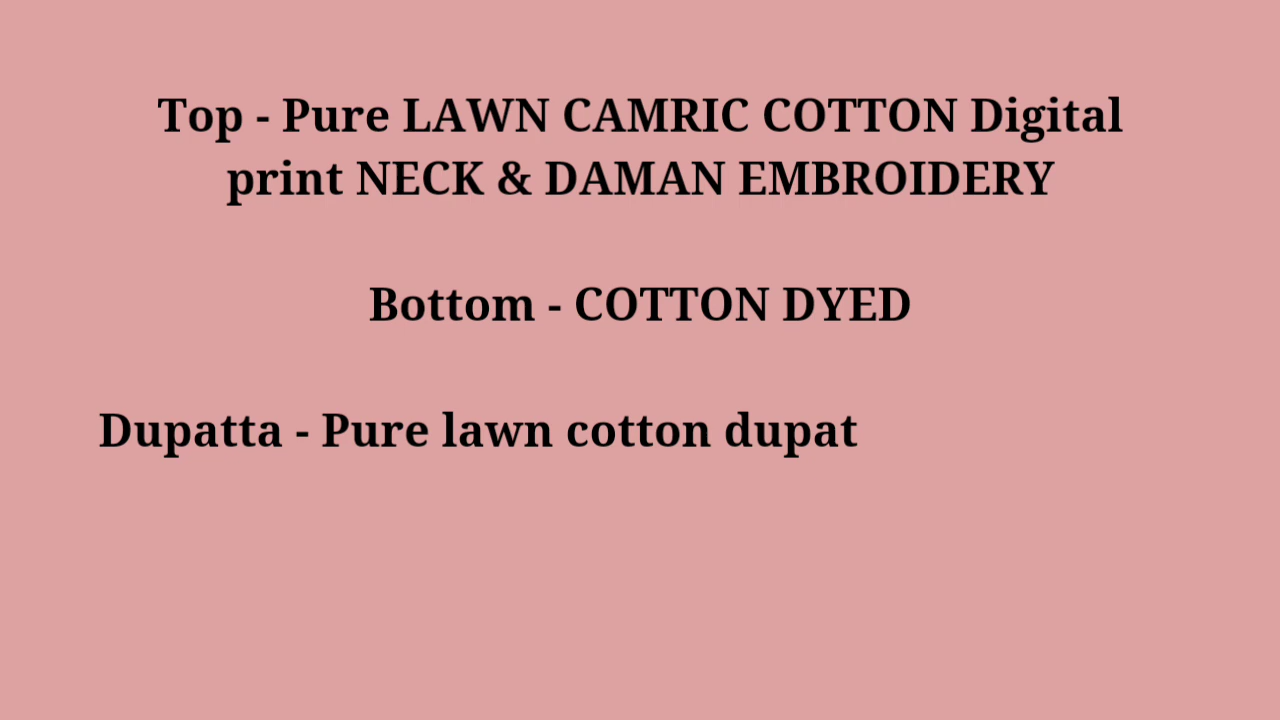 Top - Pure LAWN CAMRIC COTTON Digital
print NECK & DAMAN EMBROIDERY
Bottom - COTTON DYED
Dupatta - Pure lawn cotton dupat